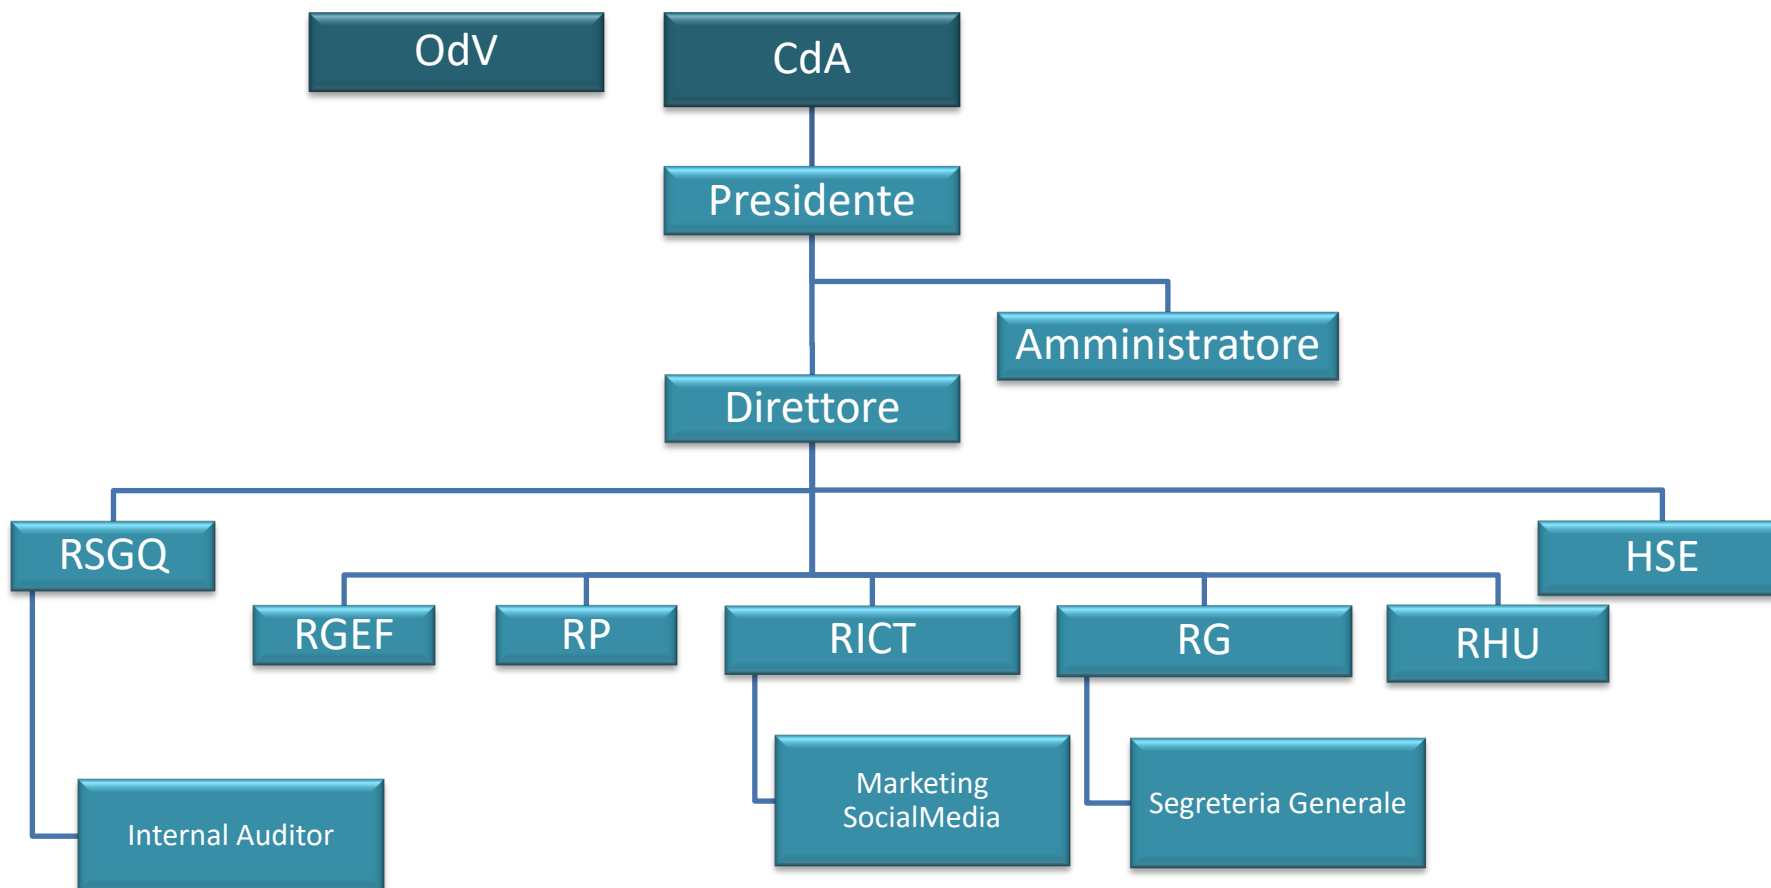 OdV
CdA
Presidente
Amministratore
Direttore
RSGQ
HSE
RGEF
RP
RICT
RG
RHU
Marketing
SocialMedia
Segreteria Generale
Internal Auditor